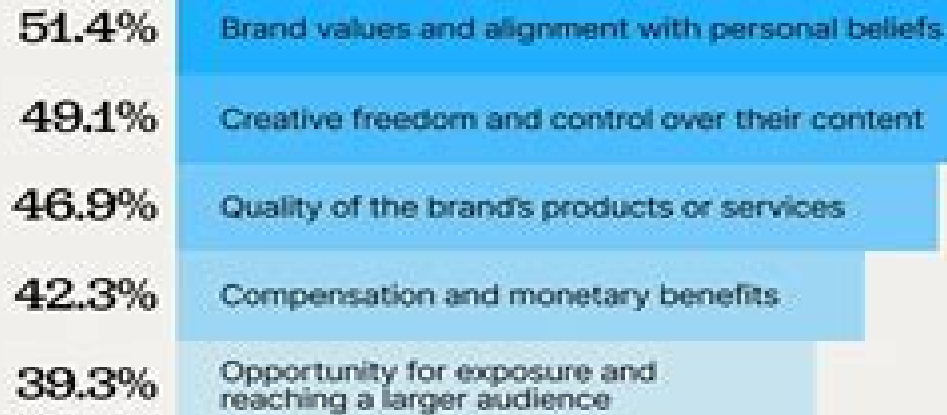 51.4% Brand values and alignment with personal beliefs
49.1% Creative freedom and control over their content
46.9% Quality of the brand's products or services
42.3% Compensation and monetary benefits
39.3% Opportunity for exposure and
reaching a larger audience